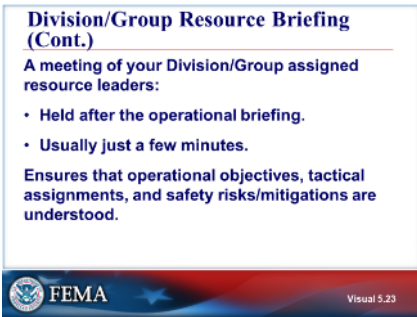 Division/Group Resource Briefing
(Cont.)
A meeting of your Division/Group assigned
resource leaders:
• Held after the operational briefing.
• Usually just a few minutes.
Ensures that operational objectives, tactical
assignments, and safety risks/mitigations are
understood.
FEMA
Visual 5.23